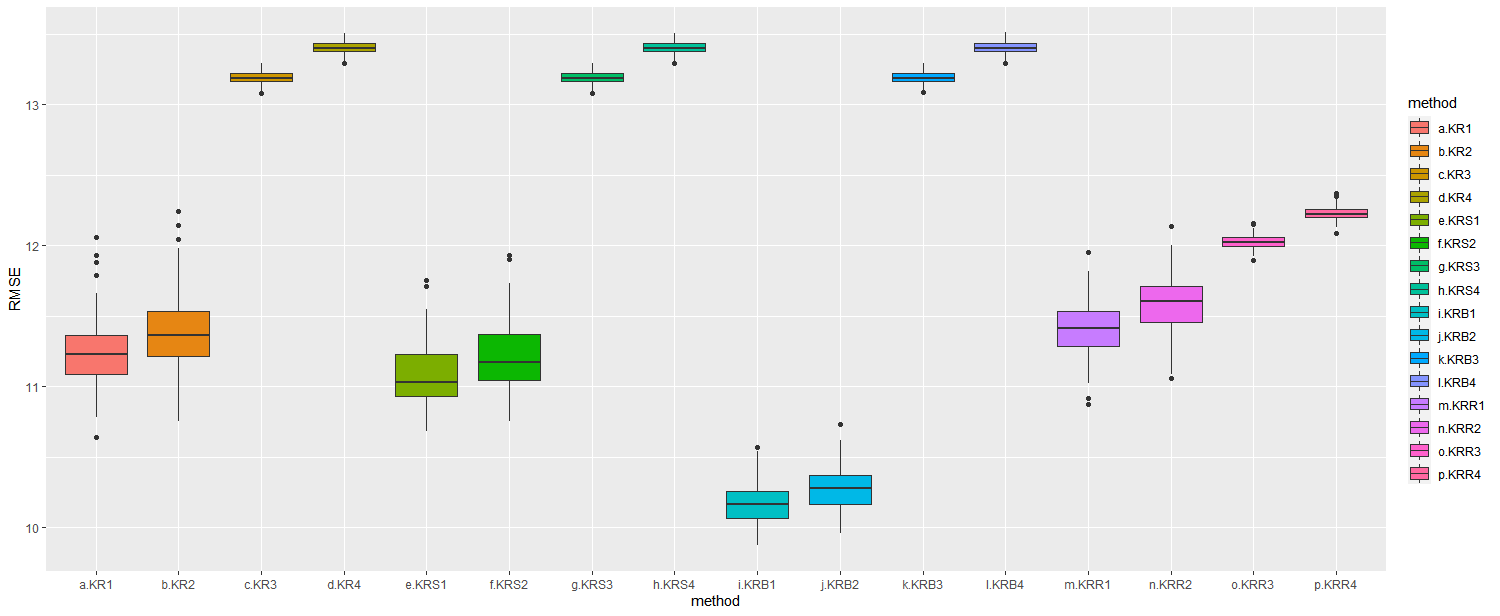 RMSE
13
12
11
10
a.KR1 b.KR2 c.KR3 d.KR4 e.KRS1 f.KRS2 g.KRS3 h.KRS4 i.KRB1 j.KRB2 k.KRB3 l.KRB4 m.KRR1 n.KRR2 o.KRR3 p.KRR4
method
method
a.KR1
b.KR2
c.KR3
d.KR4
e.KRS1
f.KRS2
g.KRS3
h.KRS4
i.KRB1
j.KRB2
k.KRB3
l.KRB4
m.KRR1
n.KRR2
o.KRR3
p.KRR4